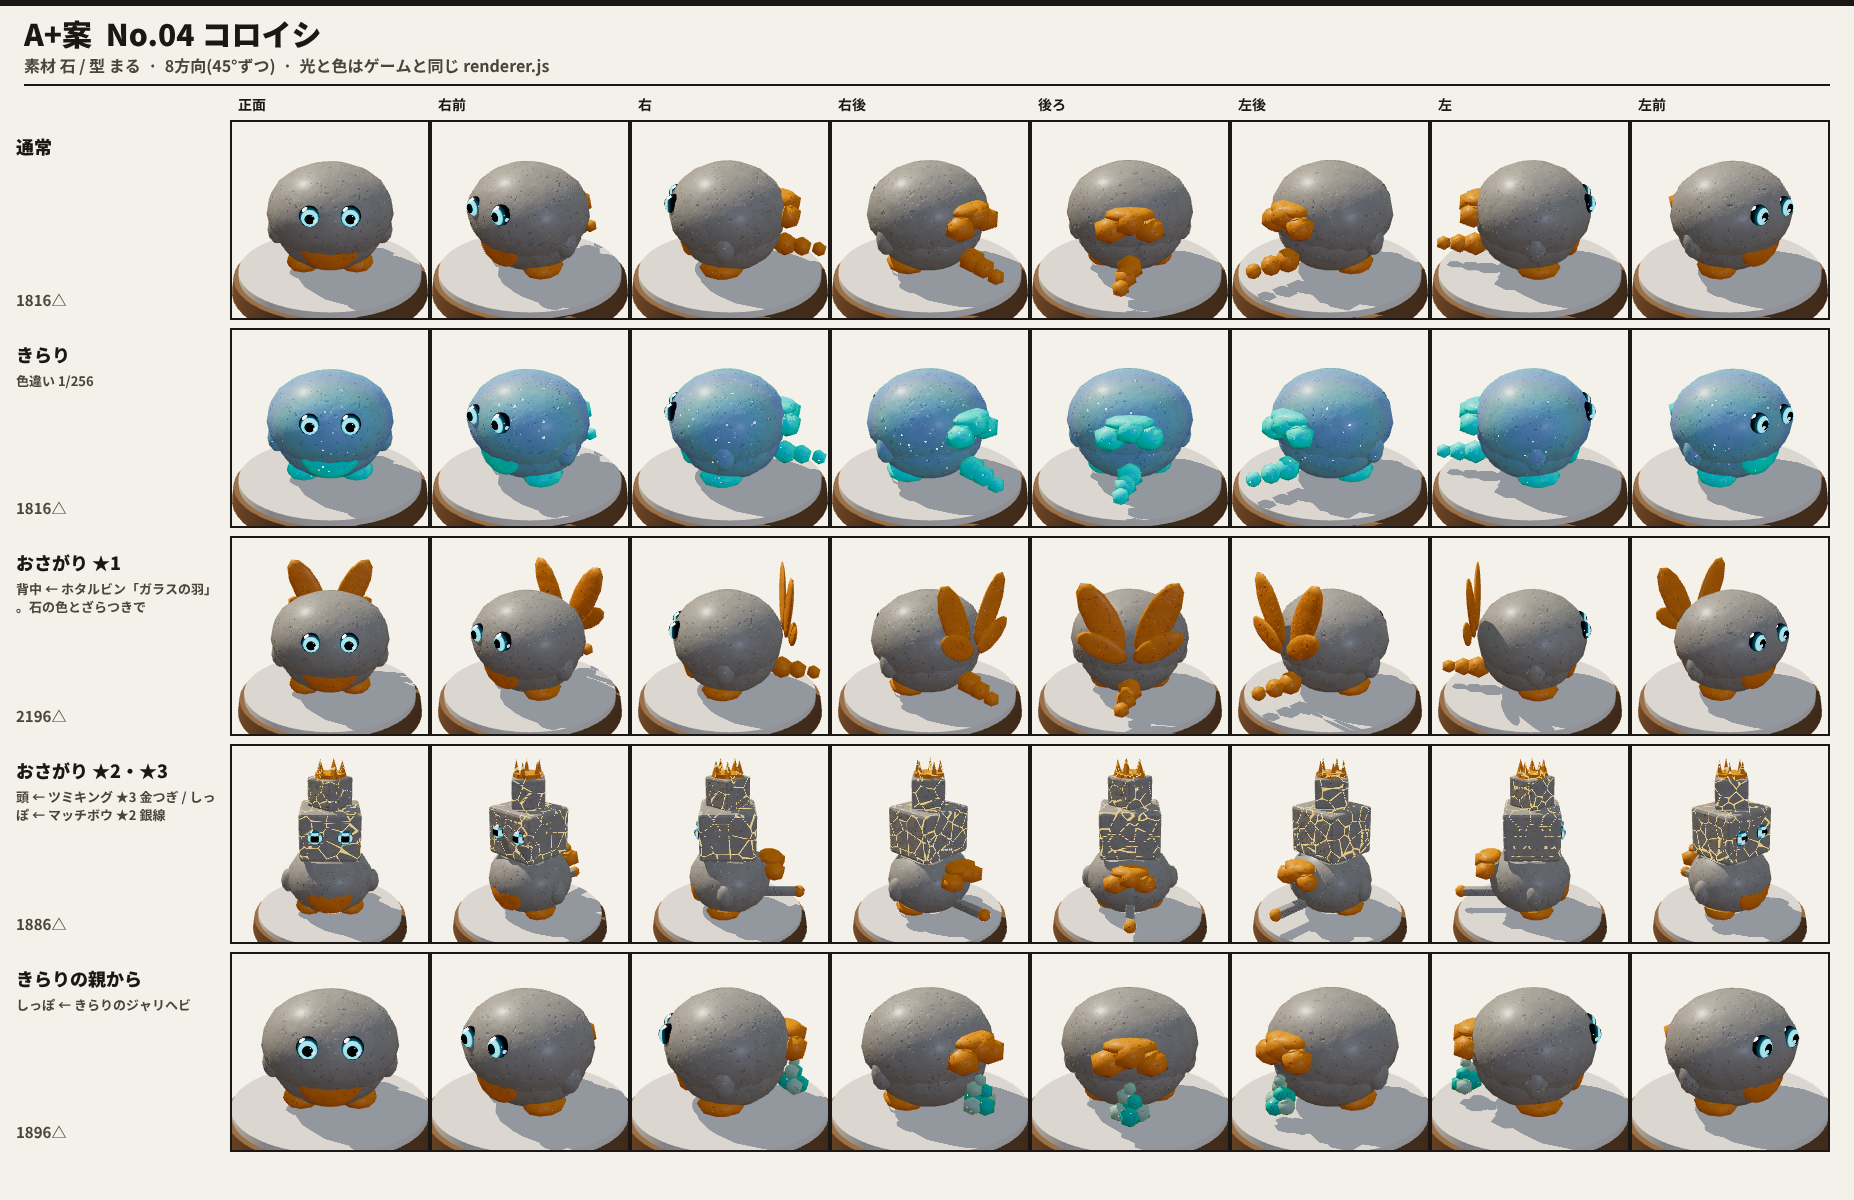 A+案 No.04 コロイシ
素材 石 / 型 まる ・ 8方向(45°ずつ) ・ 光と色はゲームと同じ renderer.js
正面 右前 右 右後 後ろ 左後 左 左前
通常
1816△
きらり
色違い 1/256
1816△
おさがり ★1
背中 ← ホタルビン「ガラスの羽」
。石の色とざらつきで
2196△
おさがり ★2・★3
頭 ← ツミキング ★3 金つぎ / しっ
ぽ ← マッチボウ ★2 銀線
1886△
きらりの親から
しっぽ ← きらりのジャリヘビ
1896△